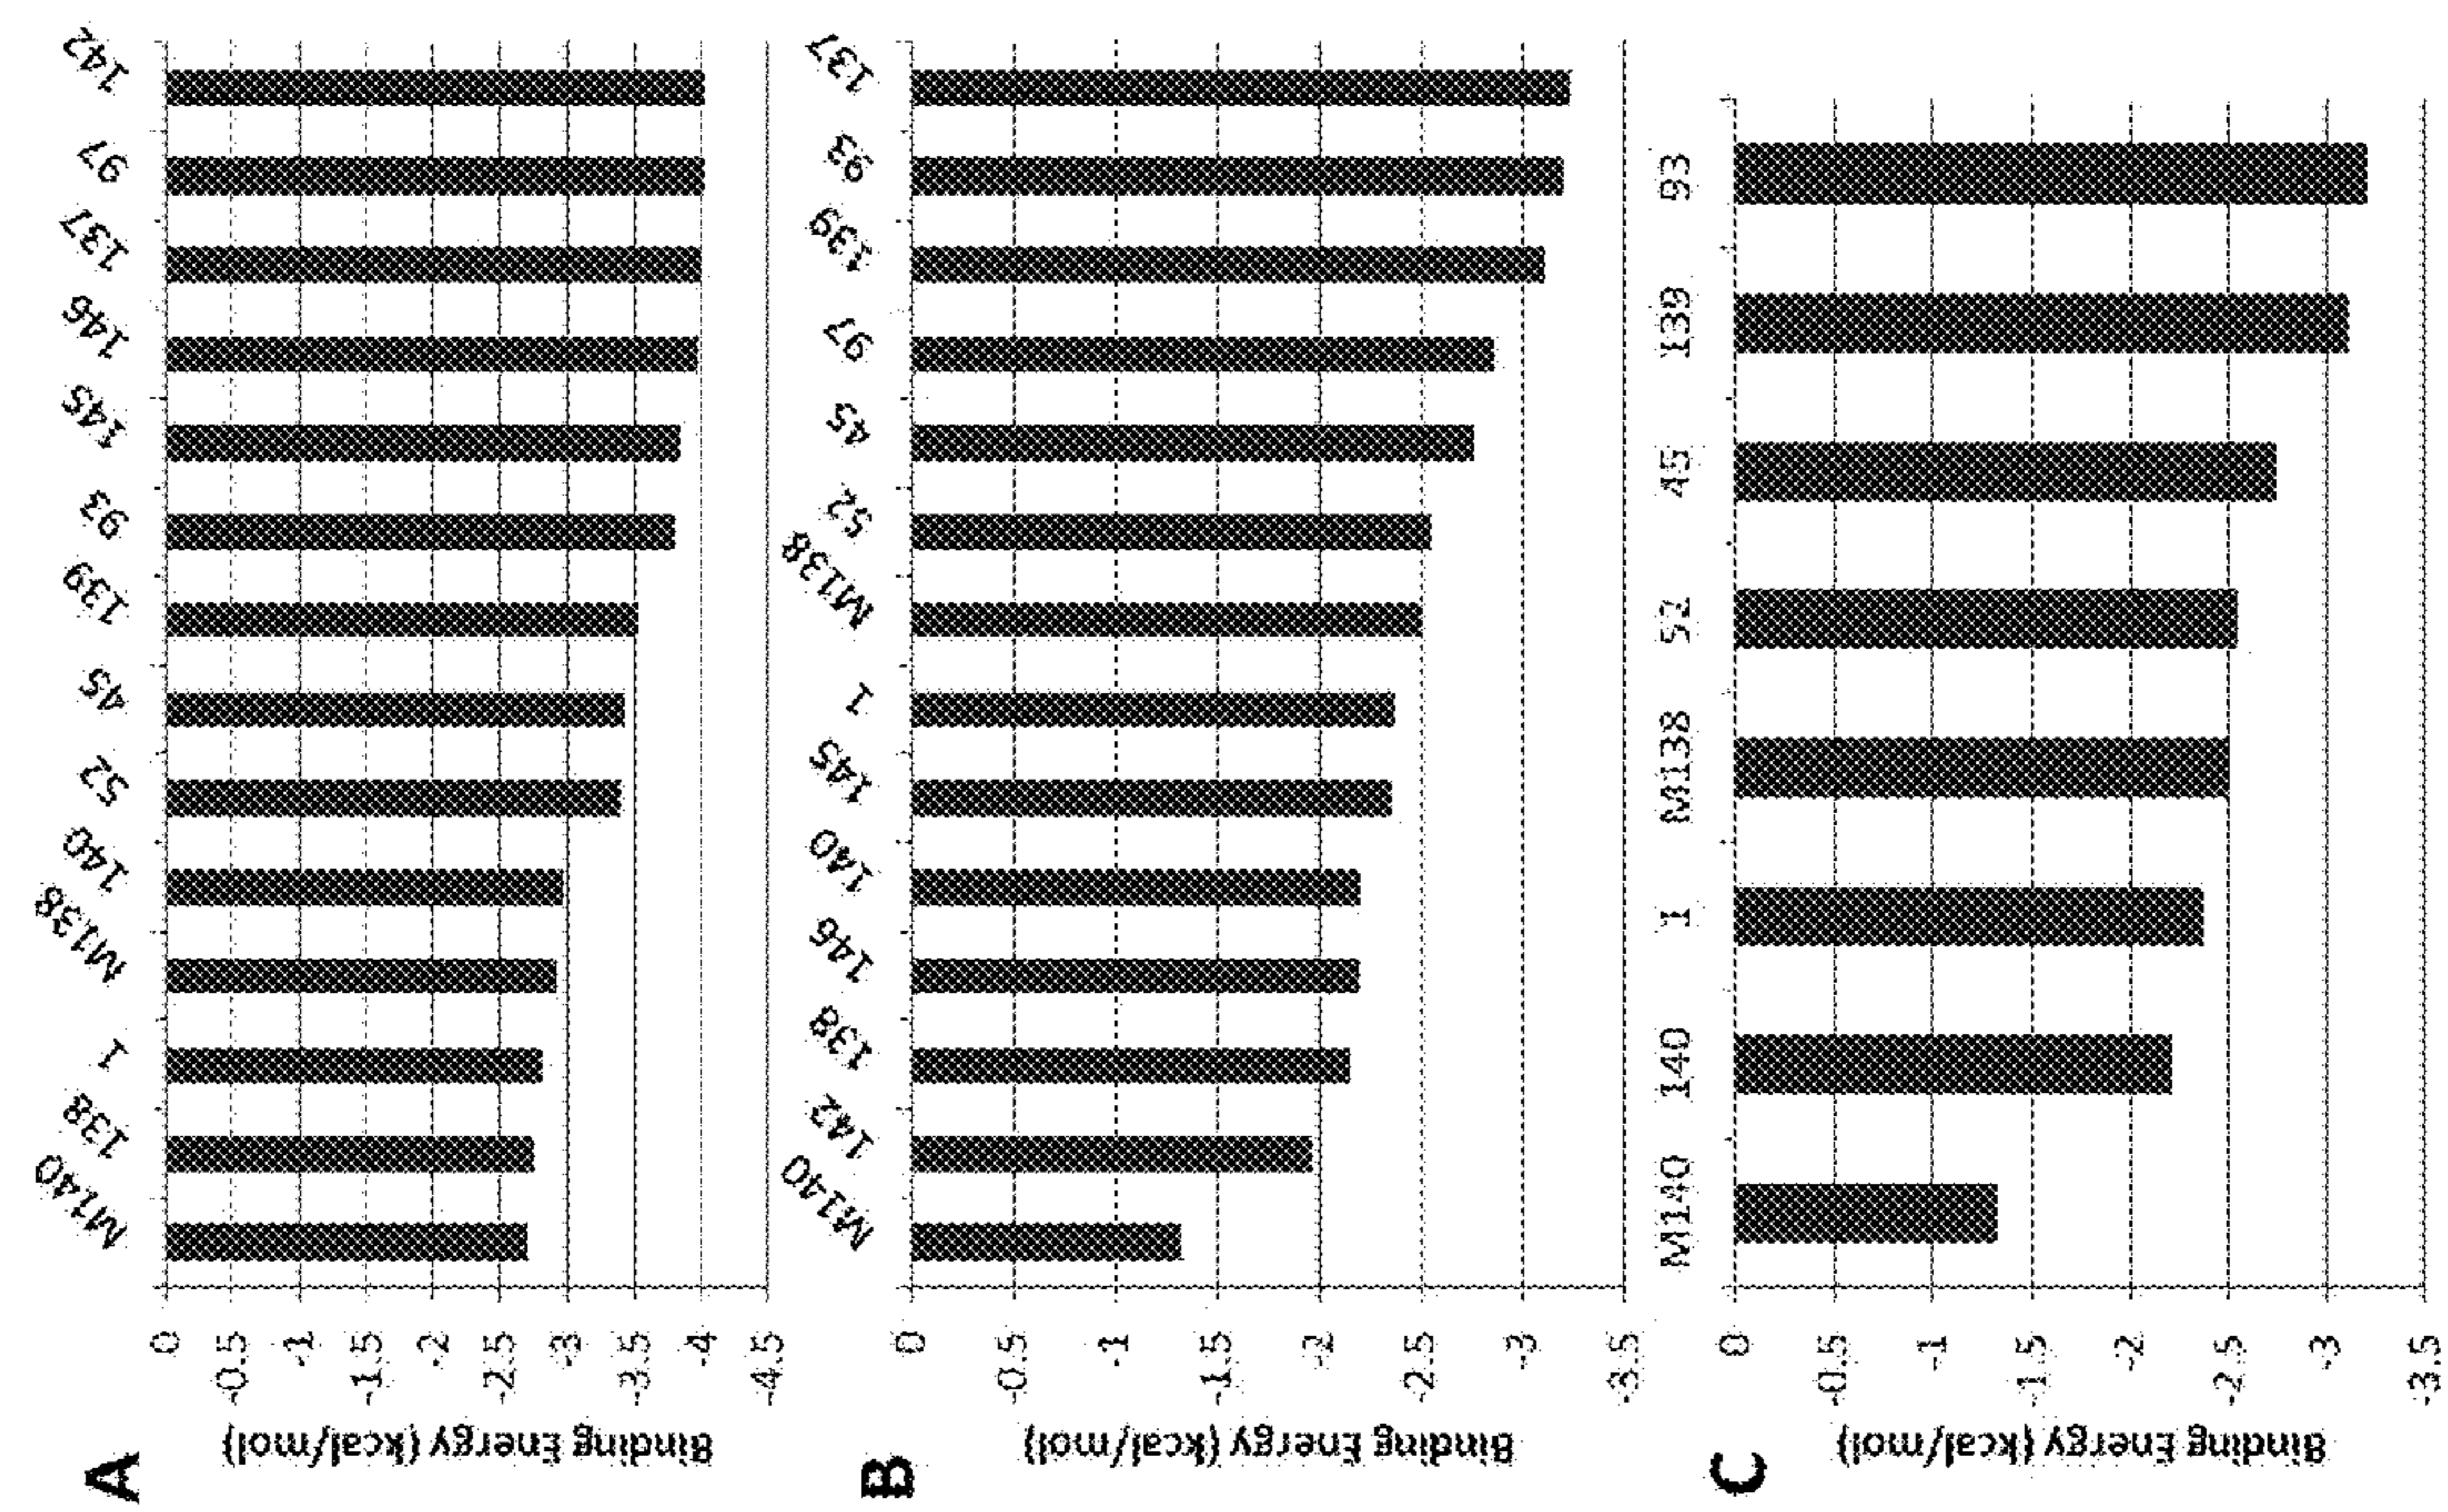 A
Binding Energy (kcal/mol)
0
-0.5
-1
-1.5
-2
-2.5
-3
-3.5
-4
-4.5
M140 138 1 M138 140 52 45 139 93 145 146 137 97 142
B
Binding Energy (kcal/mol)
0
-0.5
-1
-1.5
-2
-2.5
-3
-3.5
M140 142 138 146 140 145 1 M138 52 45 97 139 93 137
C
Binding Energy (kcal/mol)
0
-0.5
-1
-1.5
-2
-2.5
-3
-3.5
M140 140 1 M138 52 45 139 93